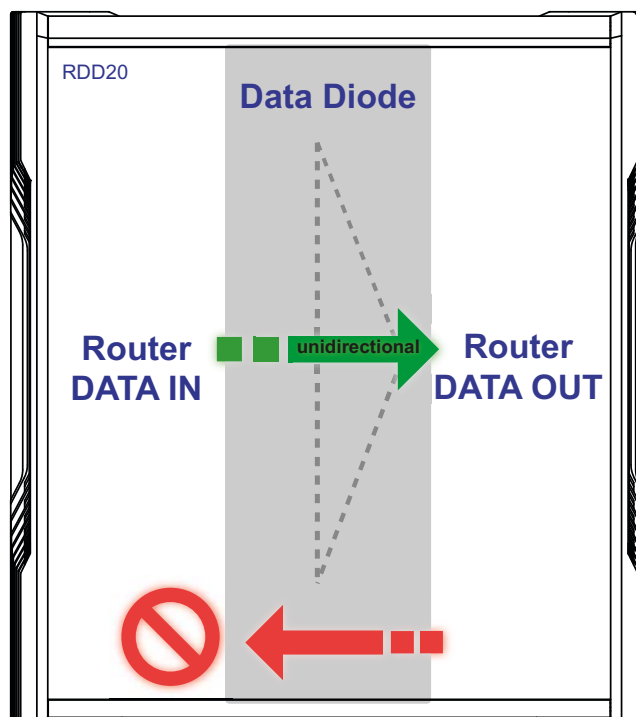 RDD20
Data Diode
unidirectional
Router
DATA IN
Router
DATA OUT